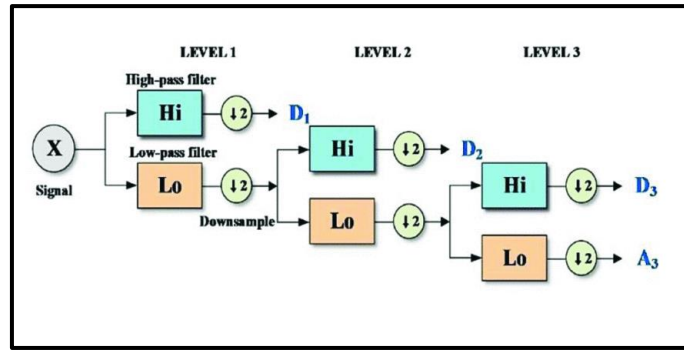 LEVEL 1
LEVEL 2
LEVEL 3
High-pass filter
Hi
↓2
D1
X
Signal
Low-pass filter
Lo
↓2
Downsample
Hi
↓2
D2
Lo
↓2
Hi
↓2
D3
Lo
↓2
A3